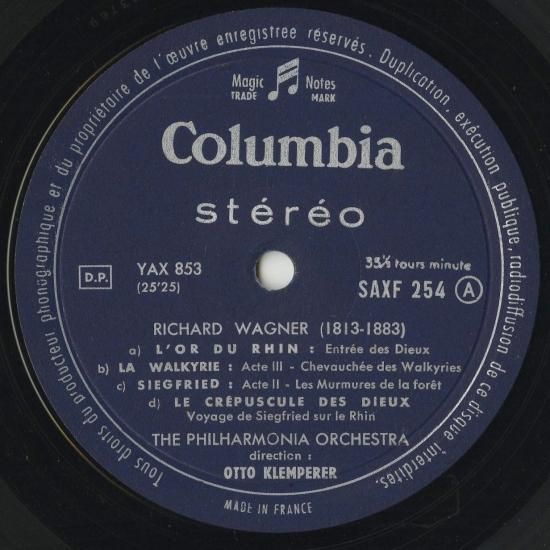 Tous droits du producteur phonographique et du propriétaire de l'œuvre enregistree réservés. Duplication, exécution publique, radiodiffusion de ce disque interdites.
Magic Notes
TRADE MARK
Columbia
stéréo
D.P.
YAX 853
(25'25)
33⅓ tours minute
SAXF 254 A
RICHARD WAGNER (1813-1883)
a) L'OR DU RHIN : Entrée des Dieux
b) LA WALKYRIE : Acte III - Chevauchée des Walkyries
c) SIEGFRIED : Acte II - Les Murmures de la forêt
d) LE CRÉPUSCULE DES DIEUX
Voyage de Siegfried sur le Rhin
THE PHILHARMONIA ORCHESTRA
direction :
OTTO KLEMPERER
MADE IN FRANCE